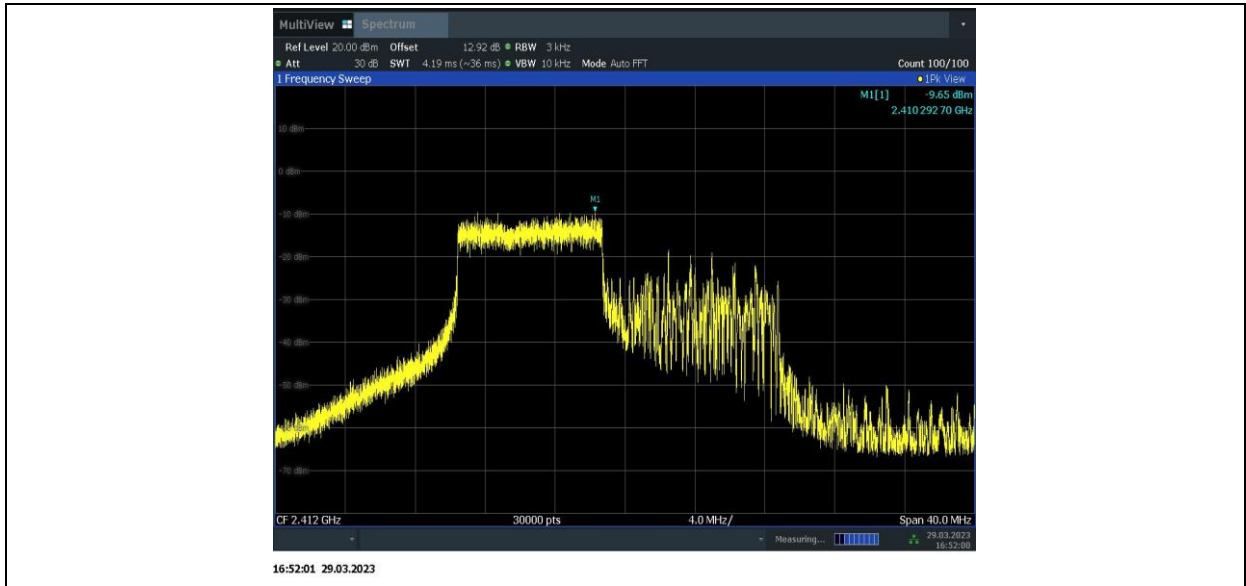 MultiView Spectrum
Ref Level 20.00 dBm Offset 12.92 dB RBW 3 kHz
Att 30 dB SWT 4.19 ms (~36 ms) VBW 10 kHz Mode Auto FFT Count 100/100
1 Frequency Sweep 1Pk View
M1[1] -9.65 dBm
2.410 292 70 GHz
10 dBm
0 dBm
M1
-10 dBm
-20 dBm
-30 dBm
-40 dBm
-50 dBm
-70 dBm
CF 2.412 GHz 30000 pts 4.0 MHz/ Span 40.0 MHz
Measuring... 29.03.2023
16:52:00
16:52:01 29.03.2023